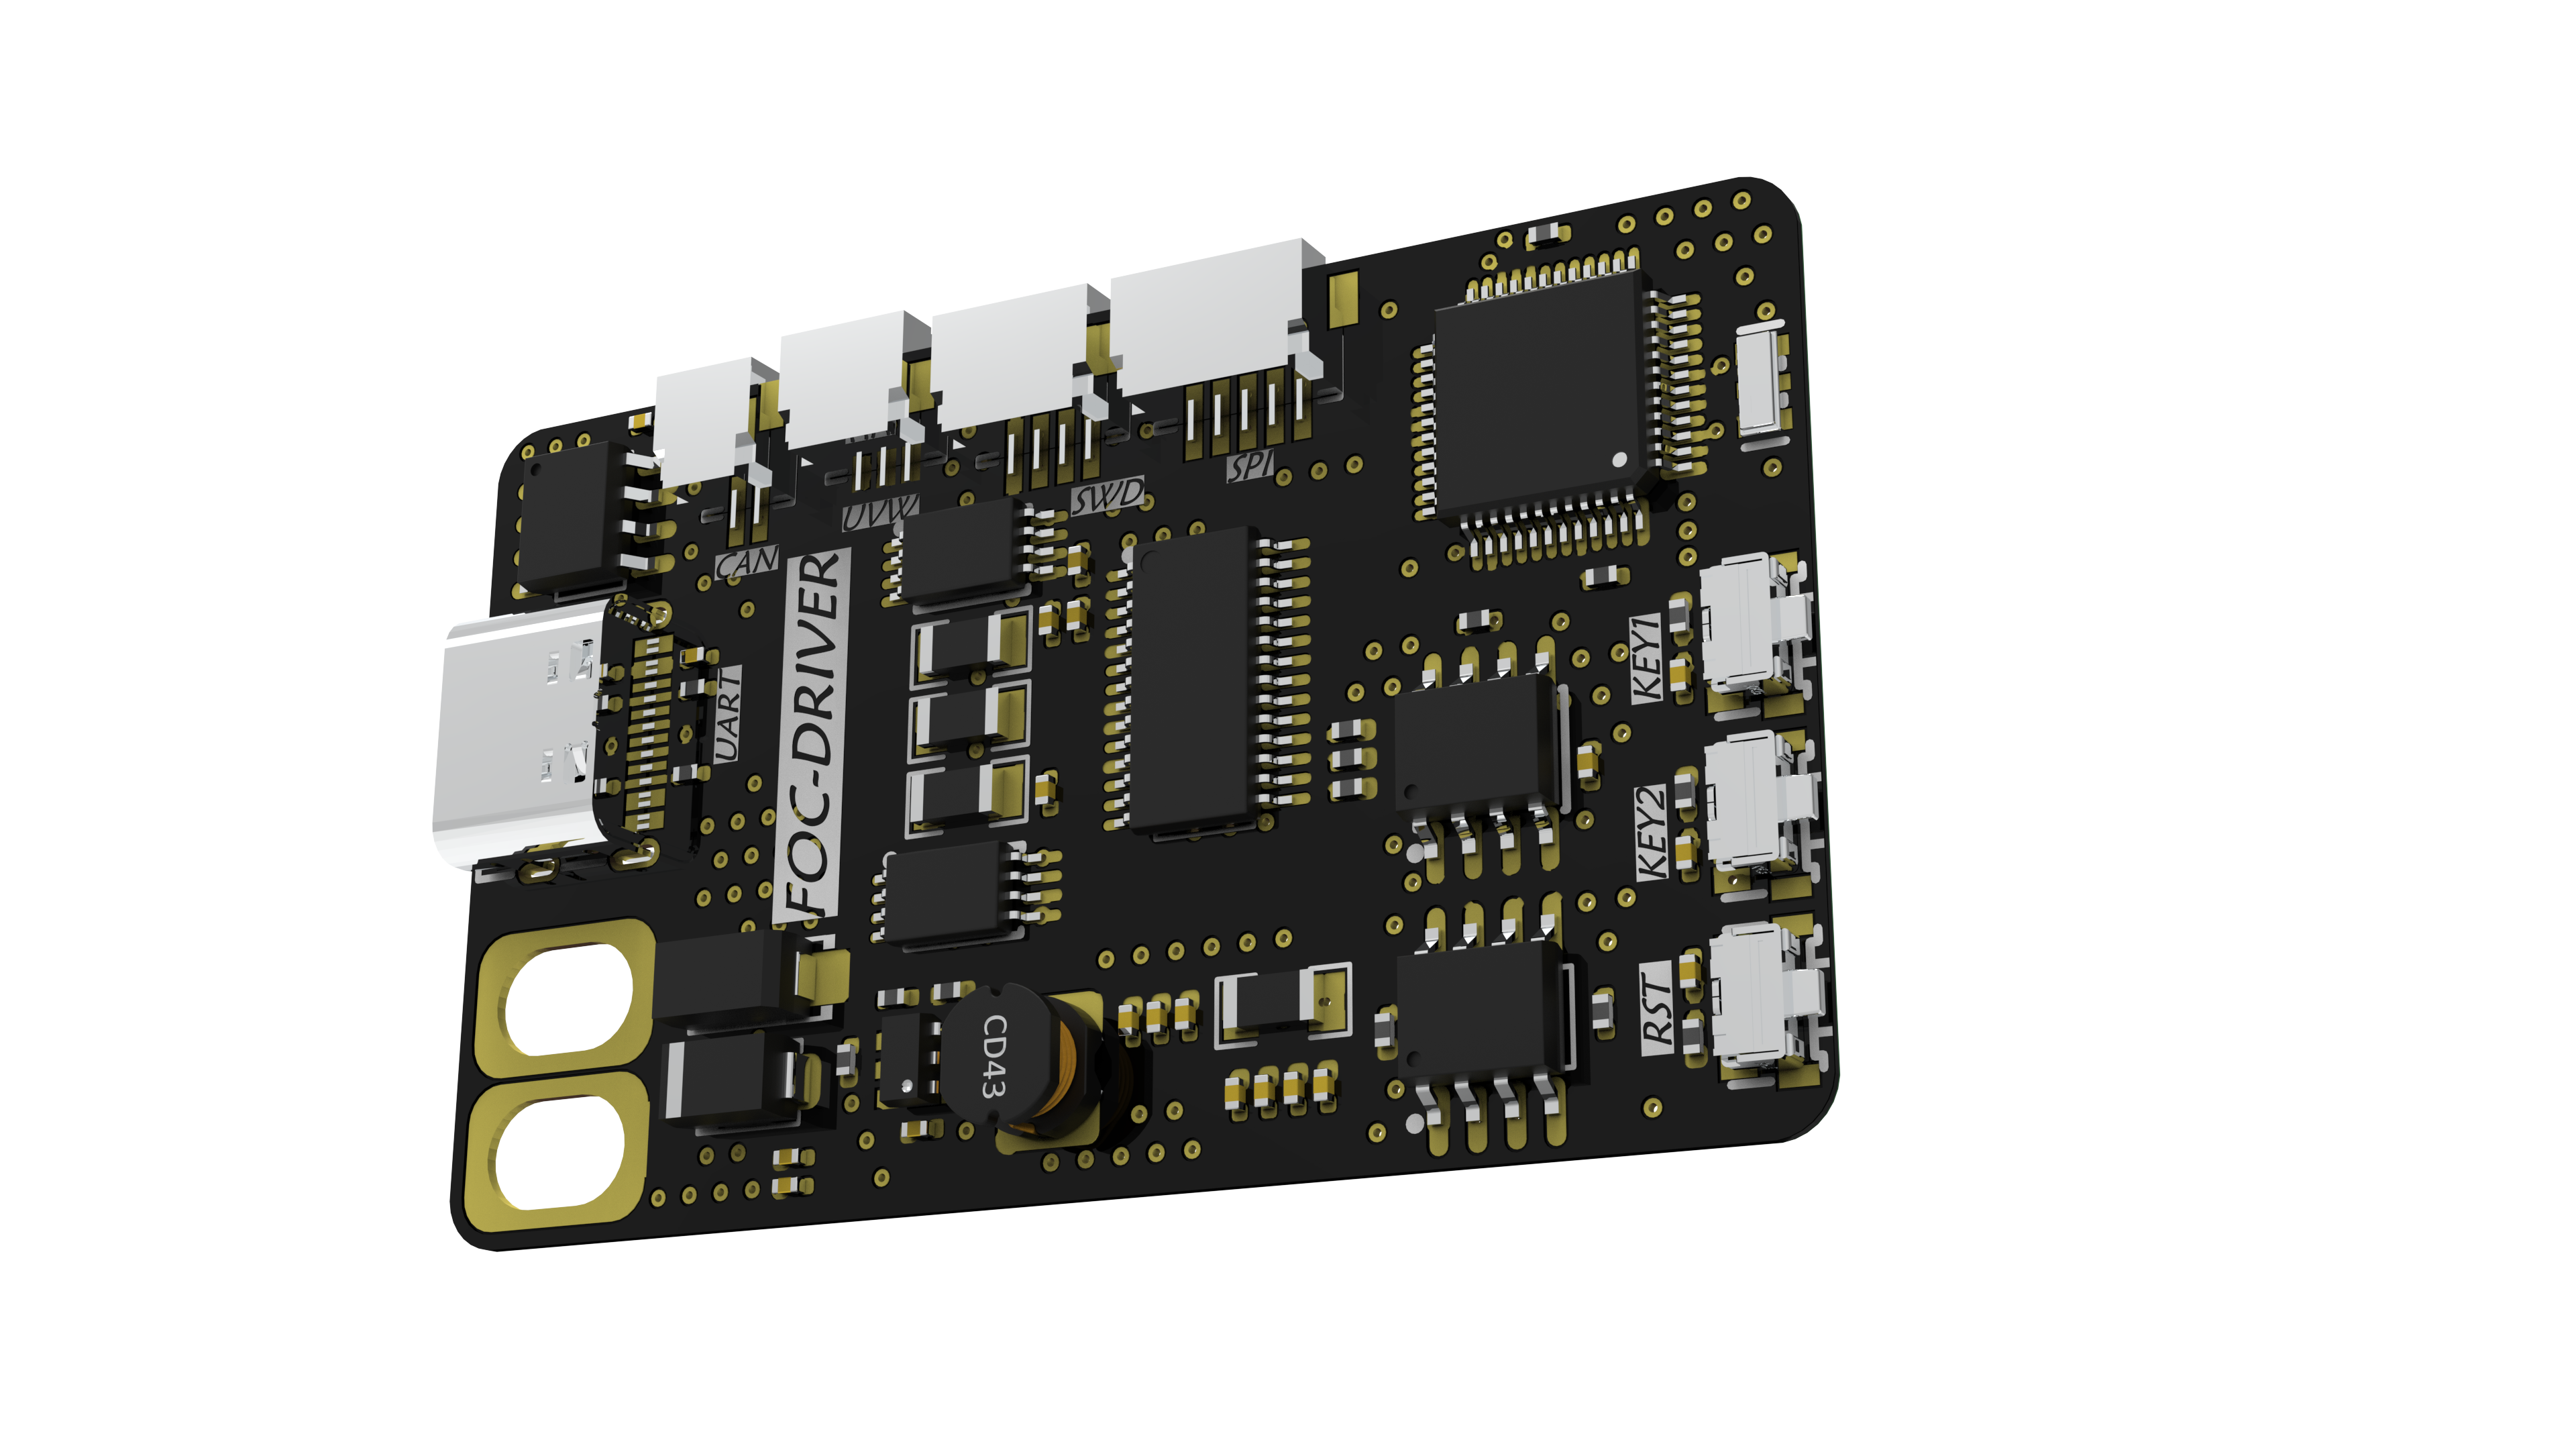 SPI
SWD
UVW
CAN
UART
FOC-DRIVER
KEY1
KEY2
RST
CD43